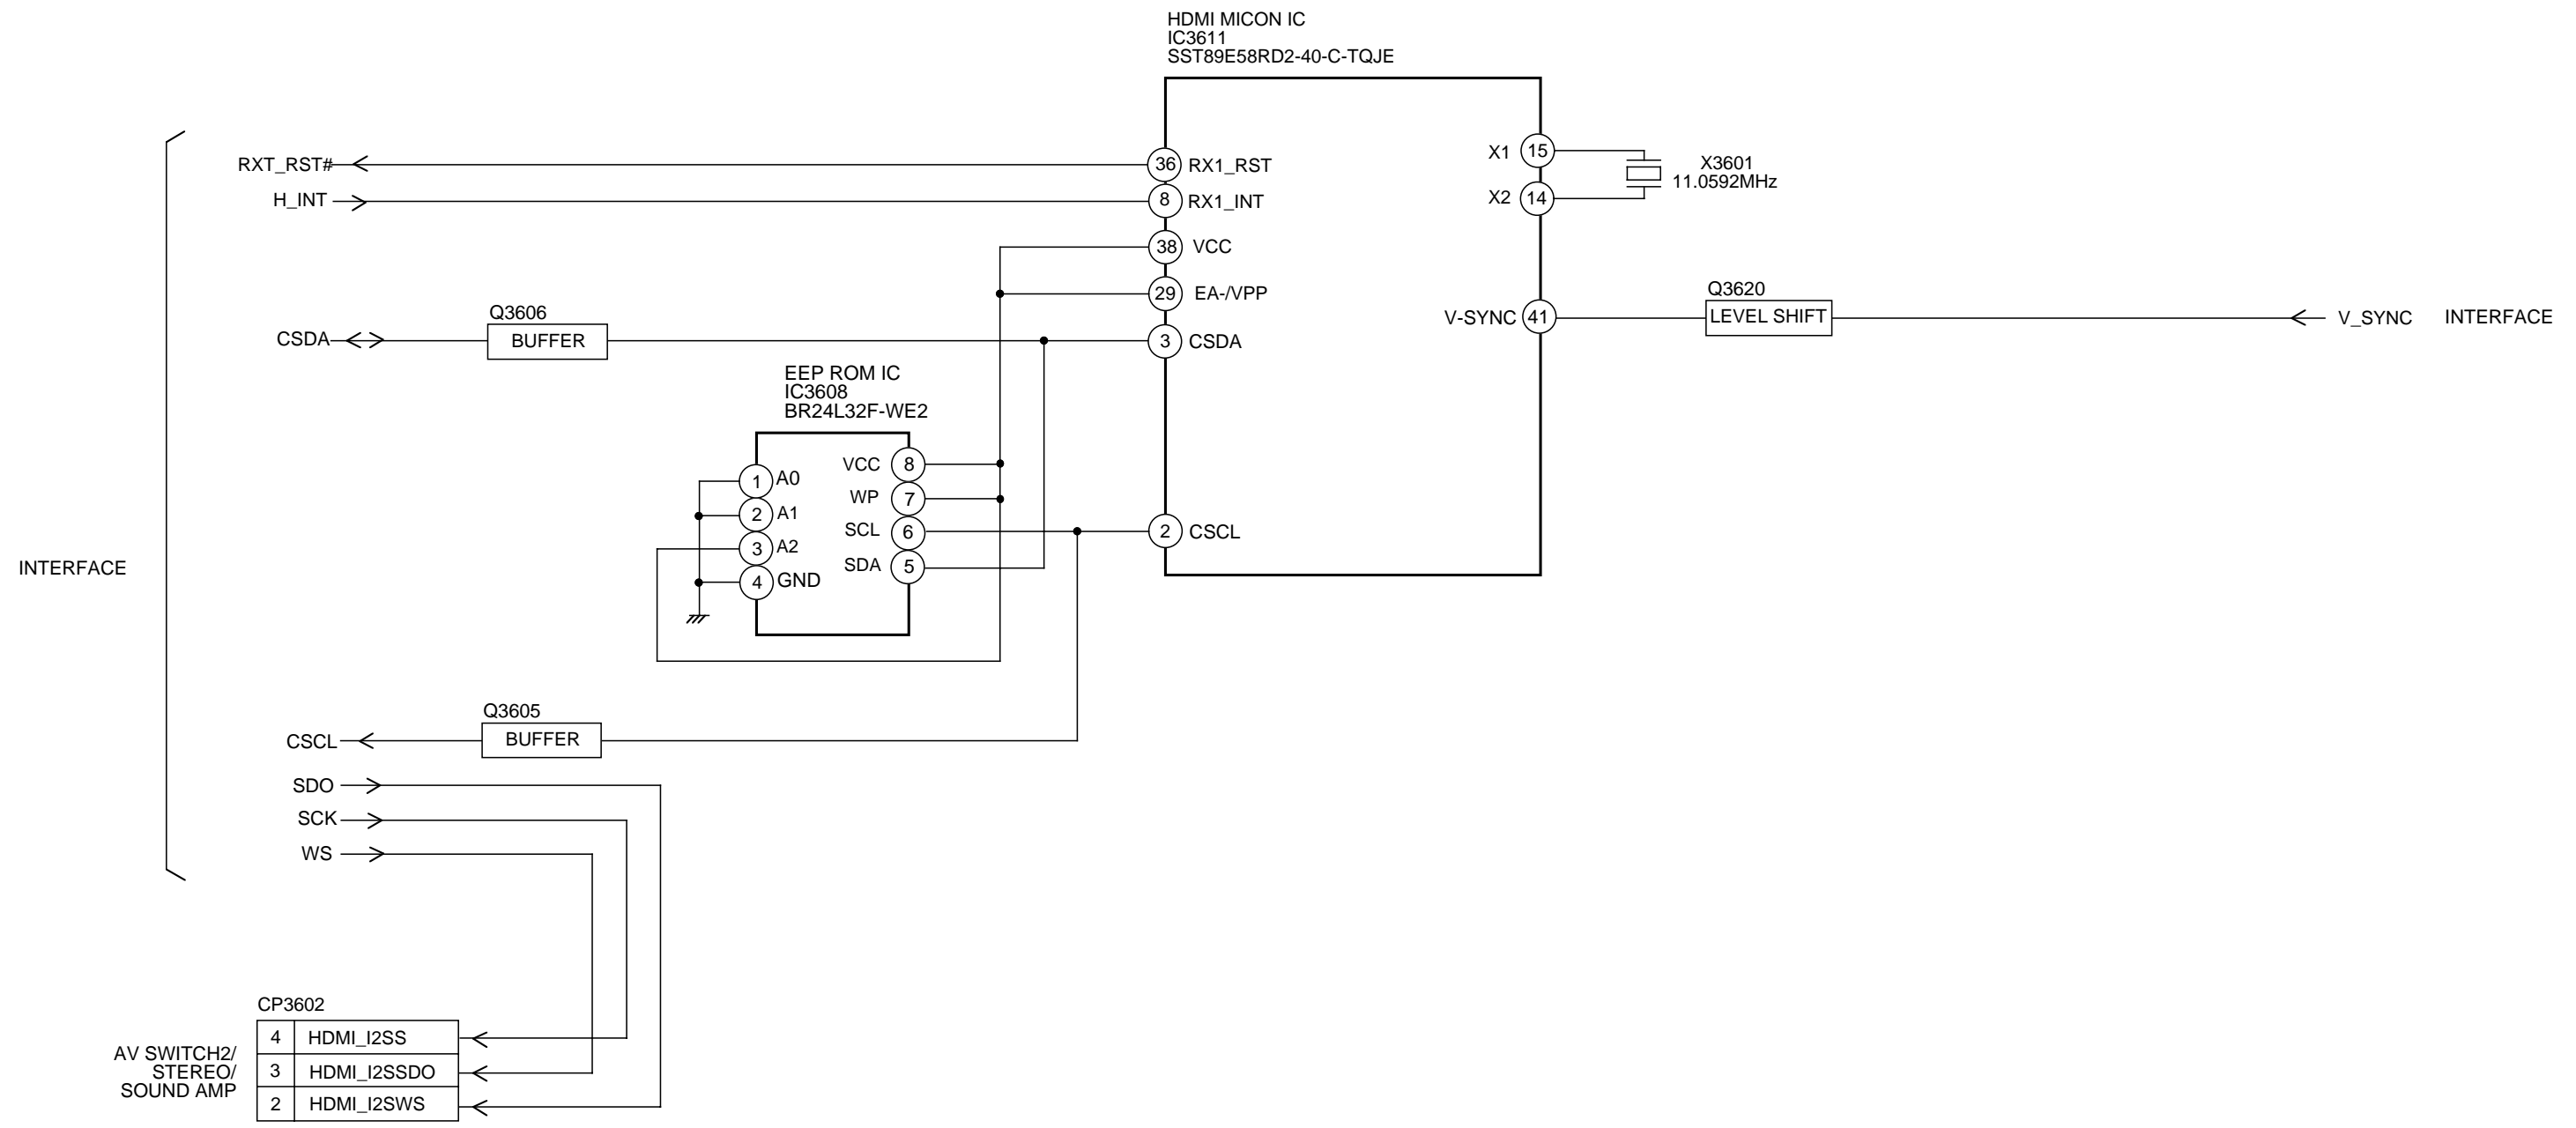 HDMI MICON IC
IC3611
SST89E58RD2-40-C-TQJE
RXT_RST#
36
RX1_RST
H_INT
8
RX1_INT
38
VCC
29
EA-/VPP
X1
15
X2
14
X3601
11.0592MHz
Q3606
CSDA
BUFFER
3
CSDA
V-SYNC
41
Q3620
LEVEL SHIFT
V_SYNC
INTERFACE
EEP ROM IC
IC3608
BR24L32F-WE2
1
A0
2
A1
3
A2
4
GND
VCC
8
WP
7
SCL
6
SDA
5
2
CSCL
INTERFACE
Q3605
CSCL
BUFFER
SDO
SCK
WS
CP3602
AV SWITCH2/
STEREO/
SOUND AMP
4 HDMI_I2SS
3 HDMI_I2SSDO
2 HDMI_I2SWS